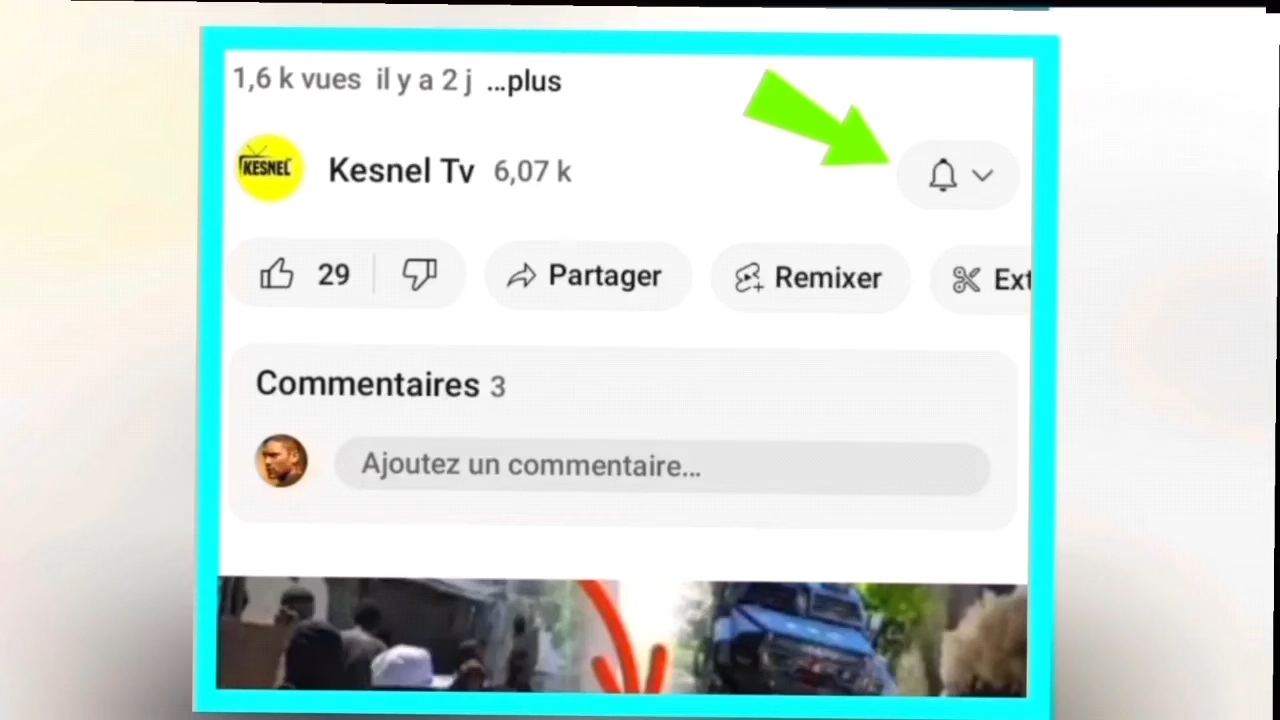 1,6 k vues il y a 2 j ...plus
KESNEL
Kesnel Tv 6,07 k
29
Partager
Remixer
Ext
Commentaires 3
Ajoutez un commentaire...